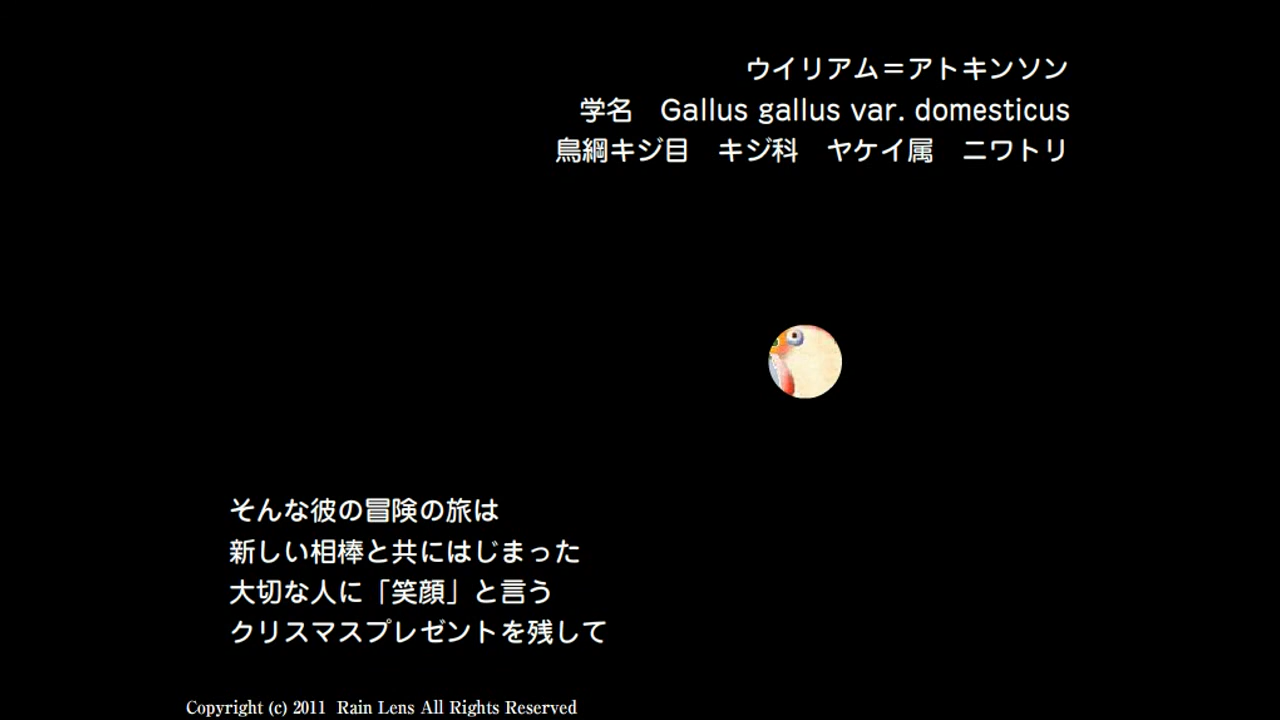 ウイリアム＝アトキンソン
学名　Gallus gallus var. domesticus
鳥綱キジ目　キジ科　ヤケイ属　ニワトリ
そんな彼の冒険の旅は
新しい相棒と共にはじまった
大切な人に「笑顔」と言う
クリスマスプレゼントを残して
Copyright (c) 2011 Rain Lens All Rights Reserved